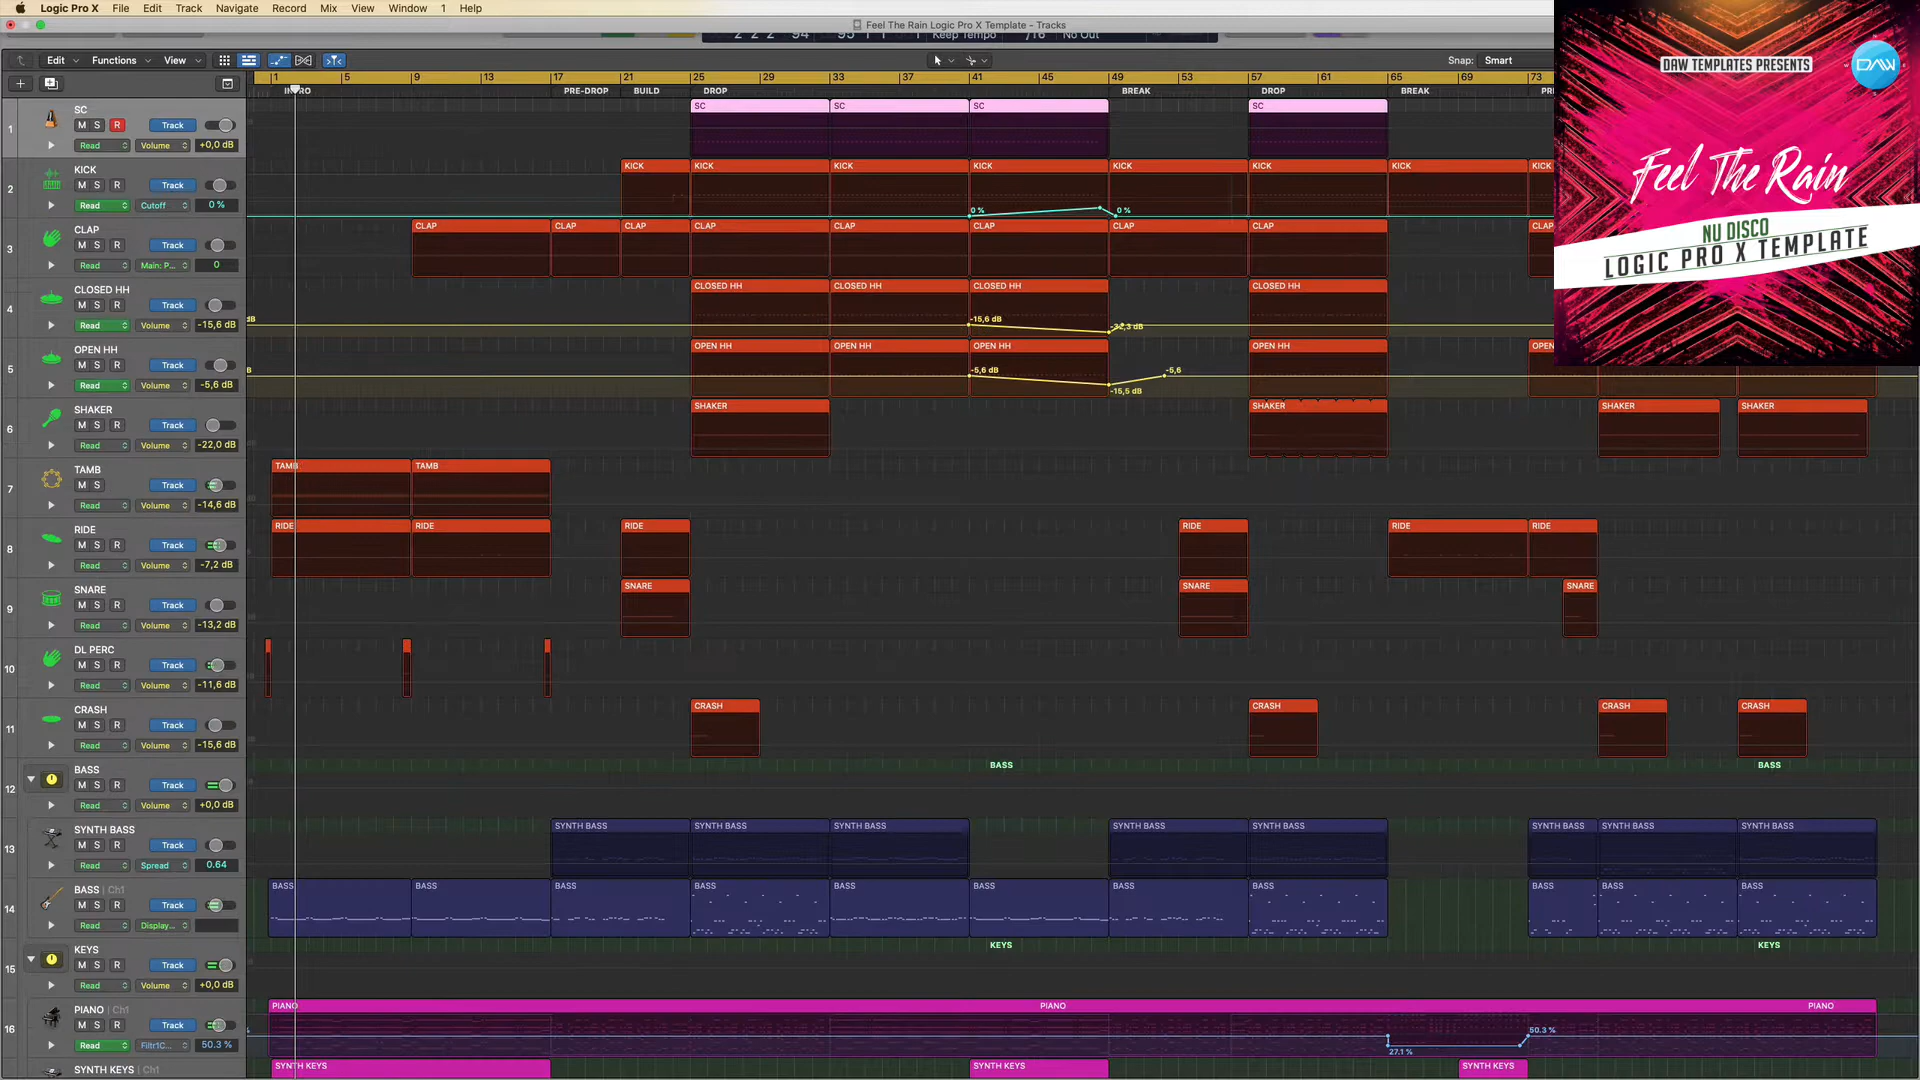 Logic Pro X File Edit Track Navigate Record Mix View Window 1 Help
Feel The Rain Logic Pro X Template - Tracks
Keep Tempo /16 No Out
Edit Functions View Snap: Smart
1 5 9 13 17 21 25 29 33 37 41 45 49 53 57 61 65 69 73
INTRO PRE-DROP BUILD DROP BREAK DROP BREAK
DAW TEMPLATES PRESENTS
DAW
Feel The Rain
NU DISCO
LOGIC PRO X TEMPLATE
1 SC
M S R Track
Read Volume +0,0 dB
SC SC SC SC
2 KICK
M S R Track
Read Cutoff 0 %
KICK KICK KICK KICK KICK KICK KICK KICK
0 % 0 %
3 CLAP
M S R Track
Read Main: P... 0
CLAP CLAP CLAP CLAP CLAP CLAP CLAP CLAP CLAP
4 CLOSED HH
M S R Track
Read Volume -15,6 dB
CLOSED HH CLOSED HH CLOSED HH CLOSED HH
dB -15,6 dB
5 OPEN HH
M S R Track
Read Volume -5,6 dB
OPEN HH OPEN HH OPEN HH OPEN HH OPEN
B -5,6 dB -15,5 dB -5,6
6 SHAKER
M S R Track
Read Volume -22,0 dB
SHAKER SHAKER SHAKER SHAKER
7 TAMB
M S Track
Read Volume -14,6 dB
TAMB TAMB
8 RIDE
M S R Track
Read Volume -7,2 dB
RIDE RIDE RIDE RIDE RIDE RIDE
9 SNARE
M S R Track
Read Volume -13,2 dB
SNARE SNARE SNARE
10 DL PERC
M S R Track
Read Volume -11,6 dB
11 CRASH
M S R Track
Read Volume -15,6 dB
CRASH CRASH CRASH CRASH
12 BASS
M S R Track
Read Volume +0,0 dB
BASS BASS
13 SYNTH BASS
M S R Track
Read Spread 0.64
SYNTH BASS SYNTH BASS SYNTH BASS SYNTH BASS SYNTH BASS SYNTH BASS SYNTH BASS SYNTH BASS
14 BASS | Ch1
M S R Track
Read Display...
BASS BASS BASS BASS BASS BASS BASS BASS BASS BASS BASS
15 KEYS
M S R Track
Read Volume +0,0 dB
KEYS KEYS
16 PIANO | Ch1
M S R Track
Read Filtr1C... 50.3 %
PIANO PIANO PIANO
27.1 % 50.3 %
SYNTH KEYS | Ch1
SYNTH KEYS SYNTH KEYS SYNTH KEYS